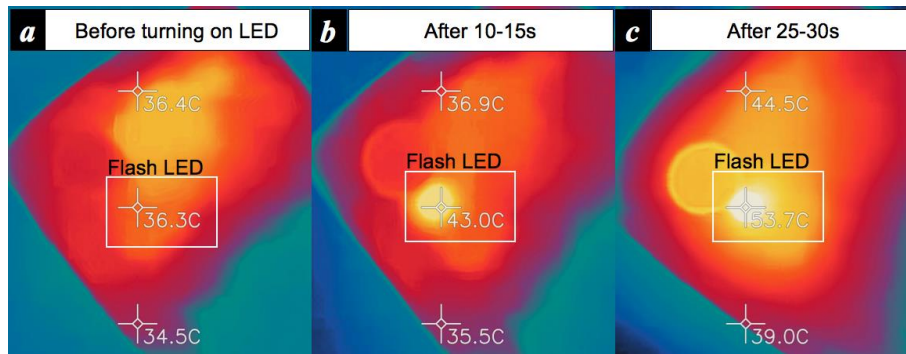 a Before turning on LED
36.4C
Flash LED
36.3C
34.5C
b After 10-15s
36.9C
Flash LED
43.0C
35.5C
c After 25-30s
44.5C
Flash LED
53.7C
39.0C